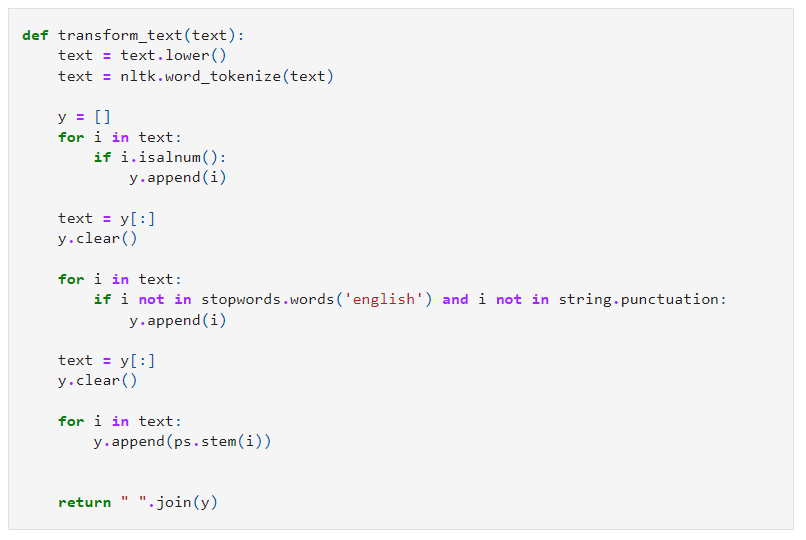 def transform_text(text):
    text = text.lower()
    text = nltk.word_tokenize(text)

    y = []
    for i in text:
        if i.isalnum():
            y.append(i)

    text = y[:]
    y.clear()

    for i in text:
        if i not in stopwords.words('english') and i not in string.punctuation:
            y.append(i)

    text = y[:]
    y.clear()

    for i in text:
        y.append(ps.stem(i))


    return " ".join(y)